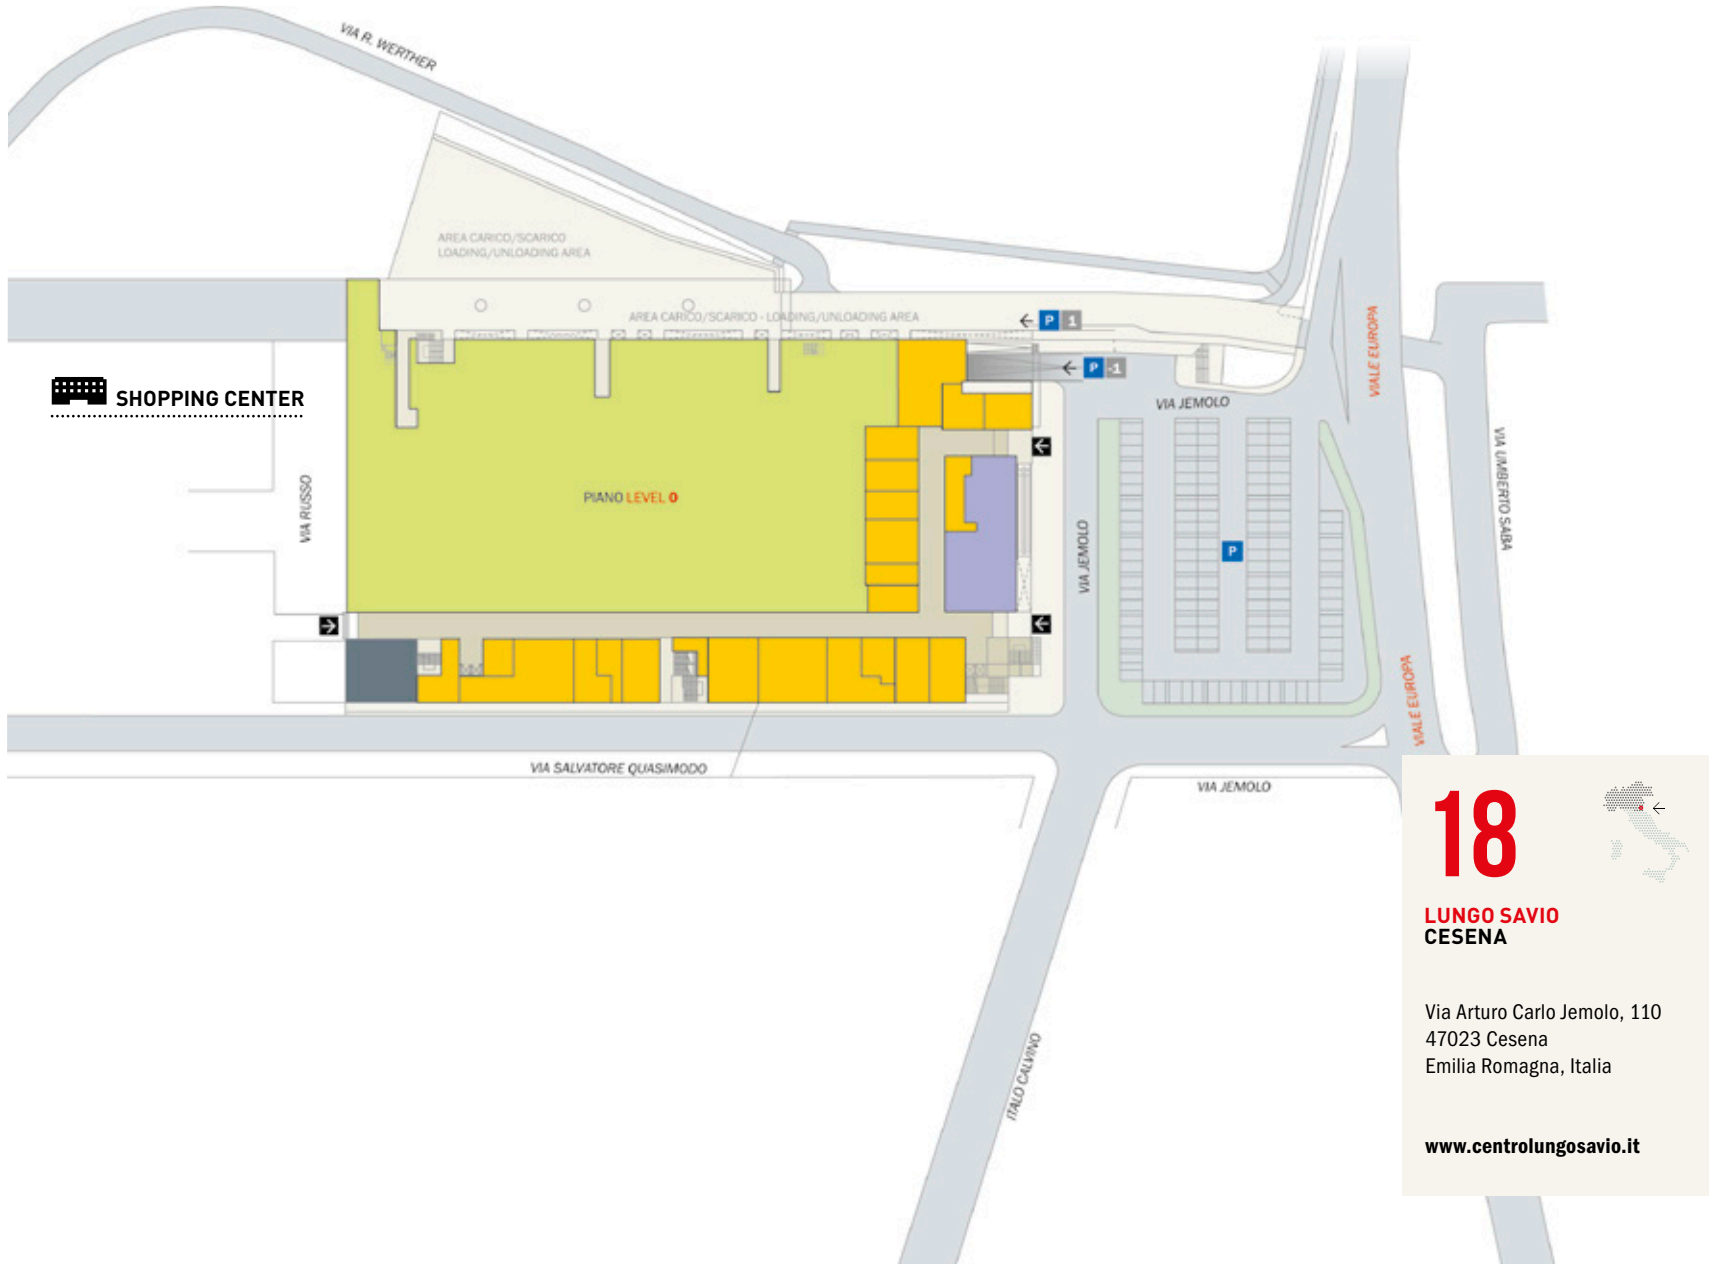 VIA R. WERTHER
AREA CARICO/SCARICO
LOADING/UNLOADING AREA
AREA CARICO/SCARICO - LOADING/UNLOADING AREA
P 1
P -1
VIALE EUROPA
SHOPPING CENTER
VIA JEMOLO
VIA UMBERTO SABA
VIA RUSSO
PIANO LEVEL 0
VIA JEMOLO
P
VIALE EUROPA
VIA SALVATORE QUASIMODO
VIA JEMOLO
ITALO CALVINO
18
LUNGO SAVIO
CESENA
Via Arturo Carlo Jemolo, 110
47023 Cesena
Emilia Romagna, Italia
www.centrolungosavio.it